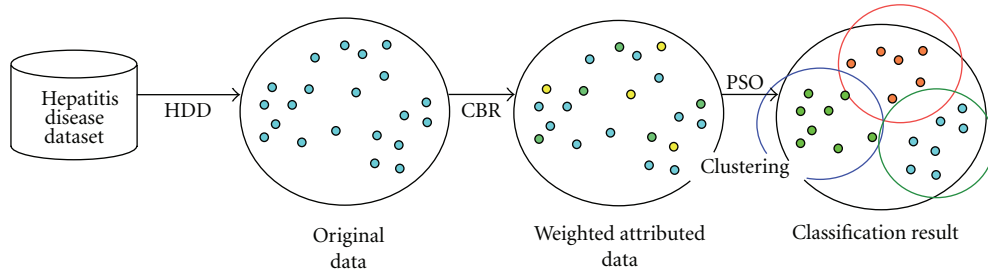 Hepatitis
disease
dataset
HDD
Original
data
CBR
Weighted attributed
data
PSO
Clustering
Classification result